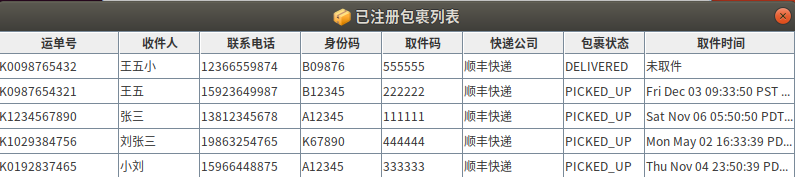 已注册包裹列表
运单号 收件人 联系电话 身份码 取件码 快递公司 包裹状态 取件时间
K0098765432 王五小 12366559874 B09876 555555 顺丰快递 DELIVERED 未取件
K0987654321 王五 15923649987 B12345 222222 顺丰快递 PICKED_UP Fri Dec 03 09:33:50 PST ...
K1234567890 张三 13812345678 A12345 111111 顺丰快递 PICKED_UP Sat Nov 06 05:50:50 PDT...
K1029384756 刘张三 19863254765 K67890 444444 顺丰快递 PICKED_UP Mon May 02 16:33:39 PD...
K0192837465 小刘 15966448875 A12345 333333 顺丰快递 PICKED_UP Thu Nov 04 23:50:39 PD...